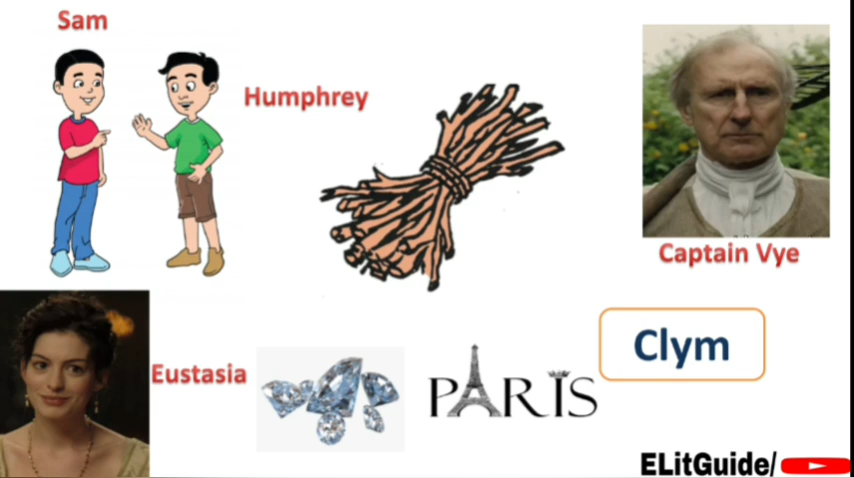 Sam
Humphrey
Captain Vye
Eustasia
PARIS
Clym
ELitGuide/